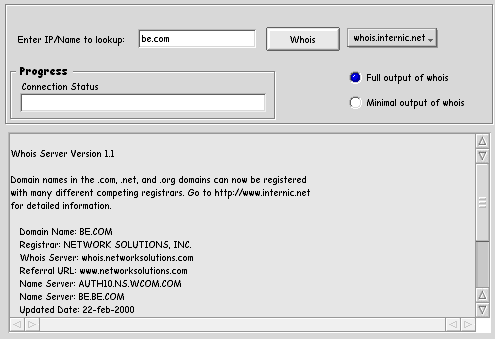 Enter IP/Name to lookup: be.com Whois whois.internic.net
Progress
Connection Status
Full output of whois
Minimal output of whois
Whois Server Version 1.1
Domain names in the .com, .net, and .org domains can now be registered
with many different competing registrars. Go to http://www.internic.net
for detailed information.
Domain Name: BE.COM
Registrar: NETWORK SOLUTIONS, INC.
Whois Server: whois.networksolutions.com
Referral URL: www.networksolutions.com
Name Server: AUTH10.NS.WCOM.COM
Name Server: BE.BE.COM
Updated Date: 22-feb-2000